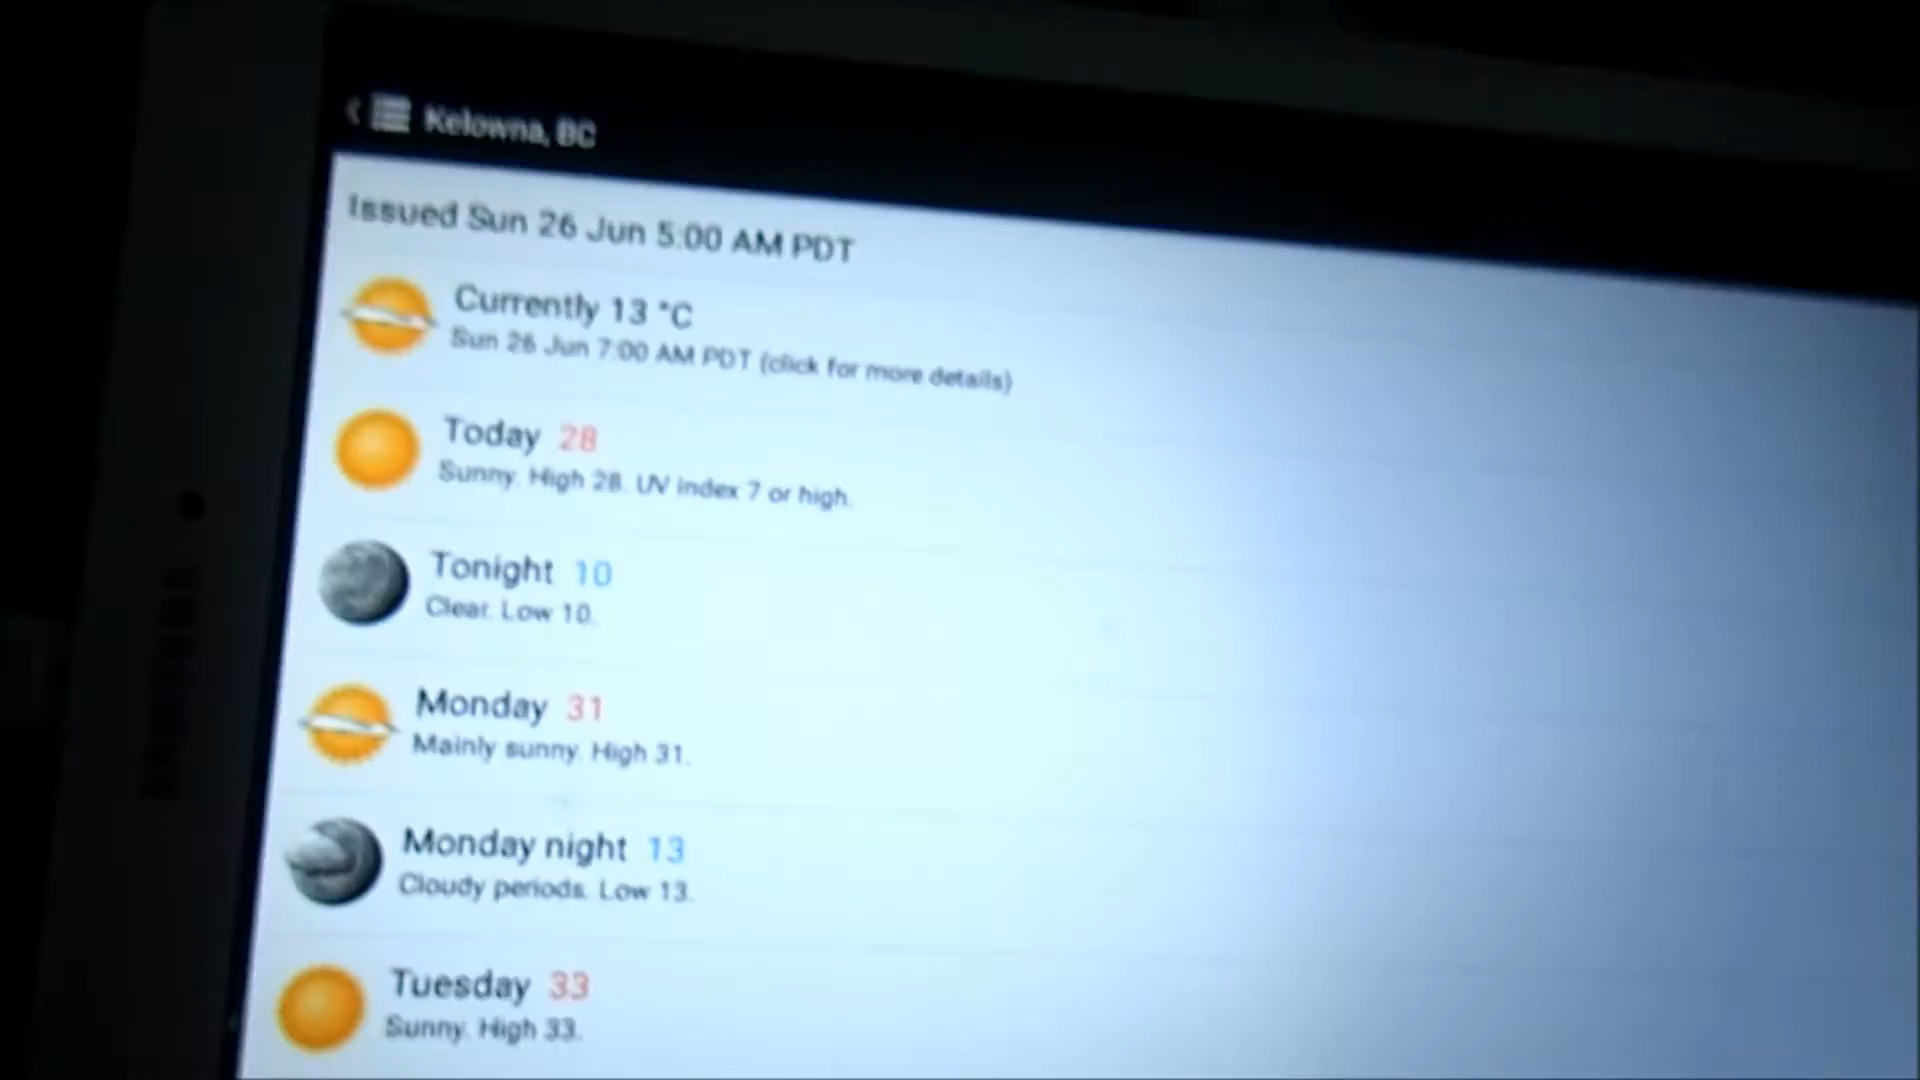 Kelowna, BC
Issued Sun 26 Jun 5:00 AM PDT
Currently 13 °C
Sun 26 Jun 7:00 AM PDT (click for more details)
Today 28
Sunny. High 28. UV index 7 or high.
Tonight 10
Clear. Low 10.
Monday 31
Mainly sunny. High 31.
Monday night 13
Cloudy periods. Low 13.
Tuesday 33
Sunny. High 33.